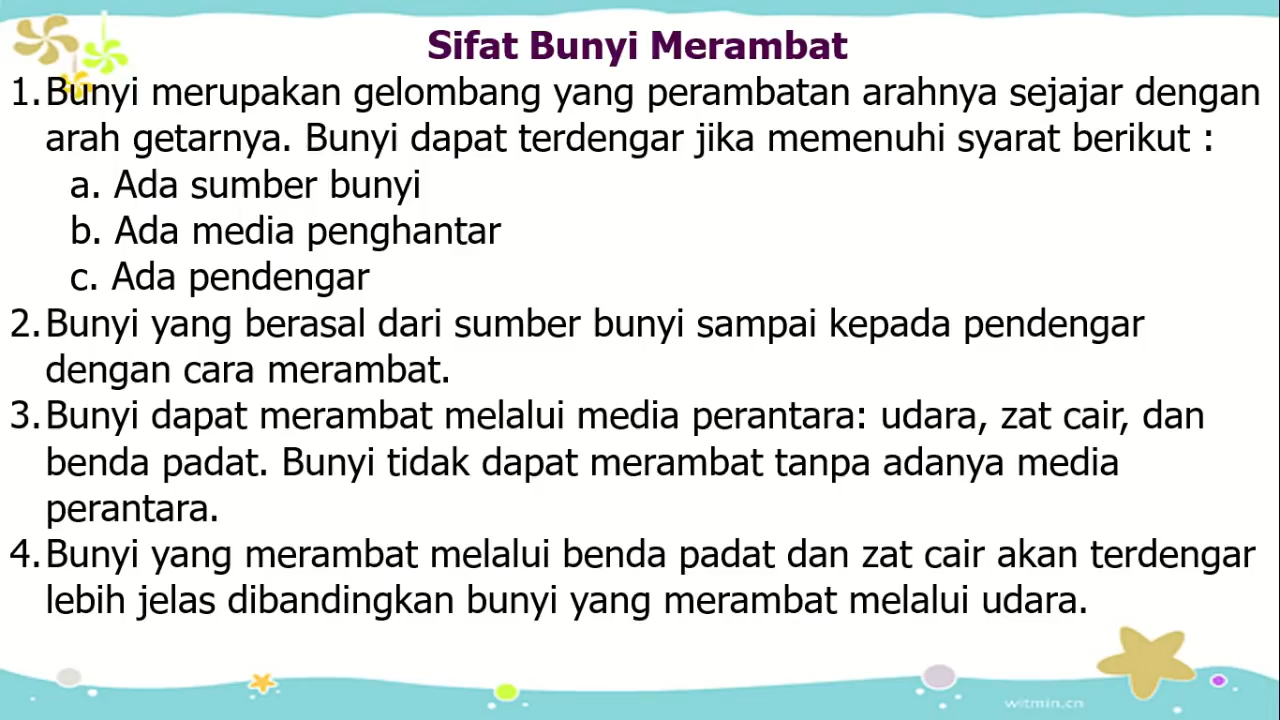 Sifat Bunyi Merambat
1. Bunyi merupakan gelombang yang perambatan arahnya sejajar dengan
arah getarnya. Bunyi dapat terdengar jika memenuhi syarat berikut :
a. Ada sumber bunyi
b. Ada media penghantar
c. Ada pendengar
2. Bunyi yang berasal dari sumber bunyi sampai kepada pendengar
dengan cara merambat.
3. Bunyi dapat merambat melalui media perantara: udara, zat cair, dan
benda padat. Bunyi tidak dapat merambat tanpa adanya media
perantara.
4. Bunyi yang merambat melalui benda padat dan zat cair akan terdengar
lebih jelas dibandingkan bunyi yang merambat melalui udara.
witmin.cn